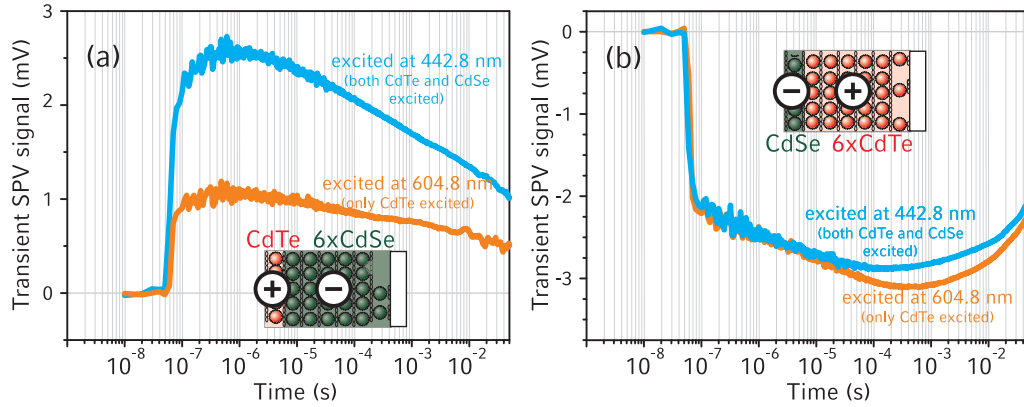 (a)
Transient SPV signal (mV)
3
2
1
0
excited at 442.8 nm
(both CdTe and CdSe
excited)
excited at 604.8 nm
(only CdTe excited)
CdTe 6xCdSe
+ −
10-8 10-7 10-6 10-5 10-4 10-3 10-2
Time (s)
(b)
Transient SPV signal (mV)
0
-1
-2
-3
− +
CdSe 6xCdTe
excited at 442.8 nm
(both CdTe and CdSe
excited)
excited at 604.8 nm
(only CdTe excited)
10-8 10-7 10-6 10-5 10-4 10-3 10-2
Time (s)